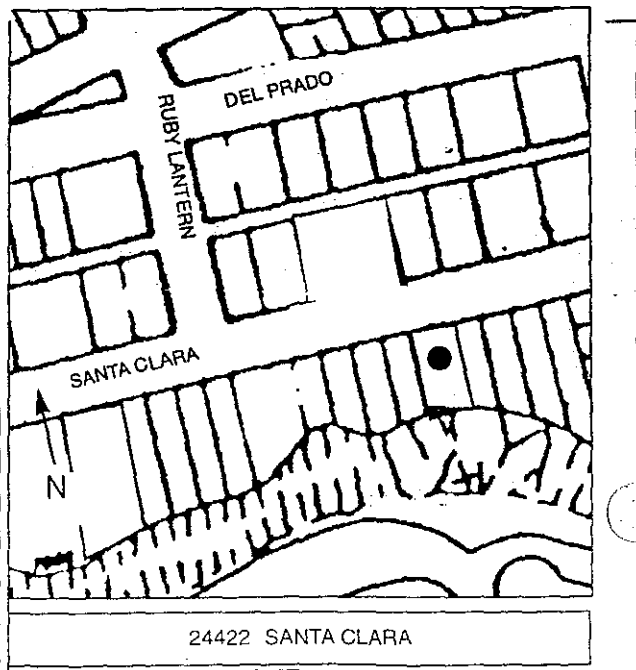 DEL PRADO
RUBY LANTERN
SANTA CLARA
N
24422 SANTA CLARA